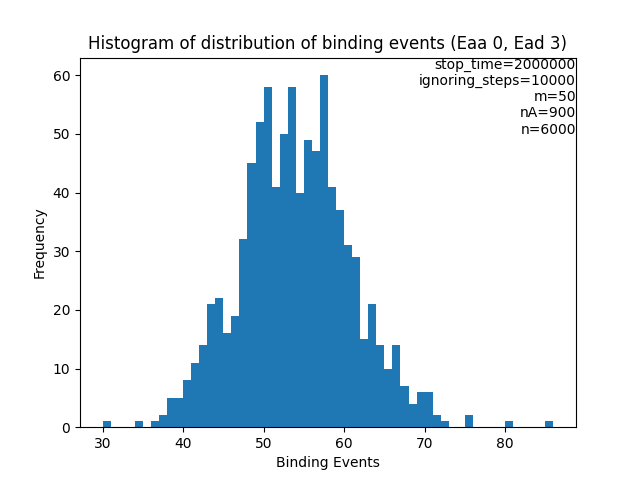 Histogram of distribution of binding events (Eaa 0, Ead 3)
stop_time=2000000
ignoring_steps=10000
m=50
nA=900
n=6000
60
50
40
30
20
10
0
Frequency
30 40 50 60 70 80
Binding Events